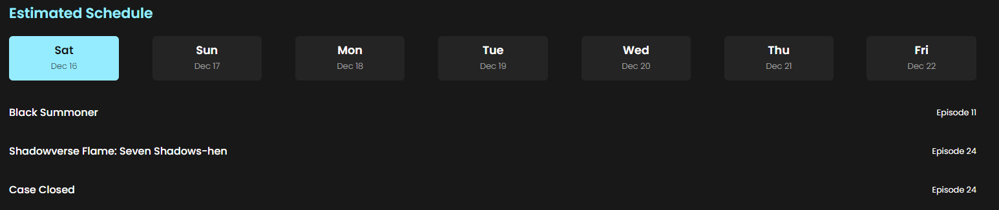 Estimated Schedule
Sat Sun Mon Tue Wed Thu Fri
Dec 16 Dec 17 Dec 18 Dec 19 Dec 20 Dec 21 Dec 22
Black Summoner Episode 11
Shadowverse Flame: Seven Shadows-hen Episode 24
Case Closed Episode 24